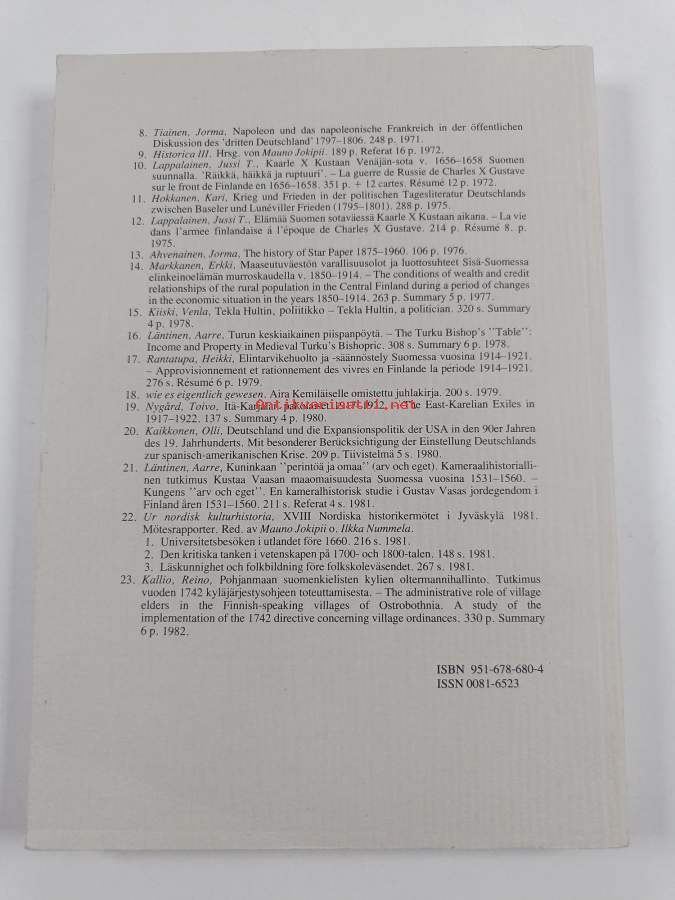 8. Tiainen, Jorma, Napoleon und das napoleonische Frankreich in der öffentlichen
Diskussion des 'dritten Deutschland' 1797–1806. 248 p. 1971.
9. Historica III. Hrsg. von Mauno Jokipii. 189 p. Referat 16 p. 1972.
10. Lappalainen, Jussi T., Kaarle X Kustaan Venäjän-sota v. 1656–1658 Suomen
suunnalla. 'Räikkä, häikkä ja ruptuuri'. – La guerre de Russie de Charles X Gustave
sur le front de Finlande en 1656–1658. 351 p. + 12 cartes. Résumé 12 p. 1972.
11. Hokkanen, Kari, Krieg und Frieden in der politischen Tagesliteratur Deutschlands
zwischen Baseler und Lunéviller Frieden (1795–1801). 288 p. 1975.
12. Lappalainen, Jussi T., Elämää Suomen sotaväessä Kaarle X Kustaan aikana. – La vie
dans l'armee finlandaise à l'époque de Charles X Gustave. 214 p. Résumé 8. p.
1975.
13. Ahvenainen, Jorma, The history of Star Paper 1875–1960. 106 p. 1976.
14. Markkanen, Erkki, Maaseutuväestön varallisuusolot ja luottosuhteet Sisä-Suomessa
elinkeinoelämän murroskaudella v. 1850–1914. – The conditions of wealth and credit
relationships of the rural population in the Central Finland during a period of changes
in the economic situation in the years 1850–1914. 263 p. Summary 5 p. 1977.
15. Kiiski, Venla, Tekla Hultin, poliitikko – Tekla Hultin, a politician. 320 s. Summary
4 p. 1978.
16. Läntinen, Aarre, Turun keskiaikainen piispanpöytä. – The Turku Bishop's "Table":
Income and Property in Medieval Turku's Bishopric. 308 s. Summary 6 p. 1978.
17. Rantatupa, Heikki, Elintarvikehuolto ja -säännöstely Suomessa vuosina 1914–1921.
– Approvisionnement et rationnement des vivres en Finlande la période 1914–1921.
276 s. Résumé 6 p. 1979.
18. wie es eigentlich gewesen. Aira Kemiläiselle omistettu juhlakirja. 200 s. 1979.
Antikvariaatti.net
19. Nygård, Toivo, Itä-Karjalan pakolaiset 1917–1922. – The East-Karelian Exiles in
1917–1922. 137 s. Summary 4 p. 1980.
20. Kaikkonen, Olli, Deutschland und die Expansionspolitik der USA in den 90er Jahren
des 19. Jahrhunderts. Mit besonderer Berücksichtigung der Einstellung Deutschlands
zur spanisch-amerikanischen Krise. 209 p. Tiivistelmä 5 s. 1980.
21. Läntinen, Aarre, Kuninkaan "perintöä ja omaa" (arv och eget). Kameraalihistorialli-
nen tutkimus Kustaa Vaasan maaomaisuudesta Suomessa vuosina 1531–1560. –
Kungens "arv och eget". En kameralhistorisk studie i Gustav Vasas jordegendom i
Finland åren 1531–1560. 211 s. Referat 4 s. 1981.
22. Ur nordisk kulturhistoria, XVIII Nordiska historikermötet i Jyväskylä 1981.
Mötesrapporter. Red. av Mauno Jokipii o. Ilkka Nummela.
1. Universitetsbesöken i utlandet före 1660. 216 s. 1981.
2. Den kritiska tanken i vetenskapen på 1700- och 1800-talen. 148 s. 1981.
3. Läskunnighet och folkbildning före folkskoleväsendet. 267 s. 1981.
23. Kallio, Reino, Pohjanmaan suomenkielisten kylien oltermannihallinto. Tutkimus
vuoden 1742 kyläjärjestysohjeen toteuttamisesta. – The administrative role of village
elders in the Finnish-speaking villages of Ostrobothnia. A study of the
implementation of the 1742 directive concerning village ordinances. 330 p. Summary
6 p. 1982.
ISBN 951-678-680-4
ISSN 0081-6523